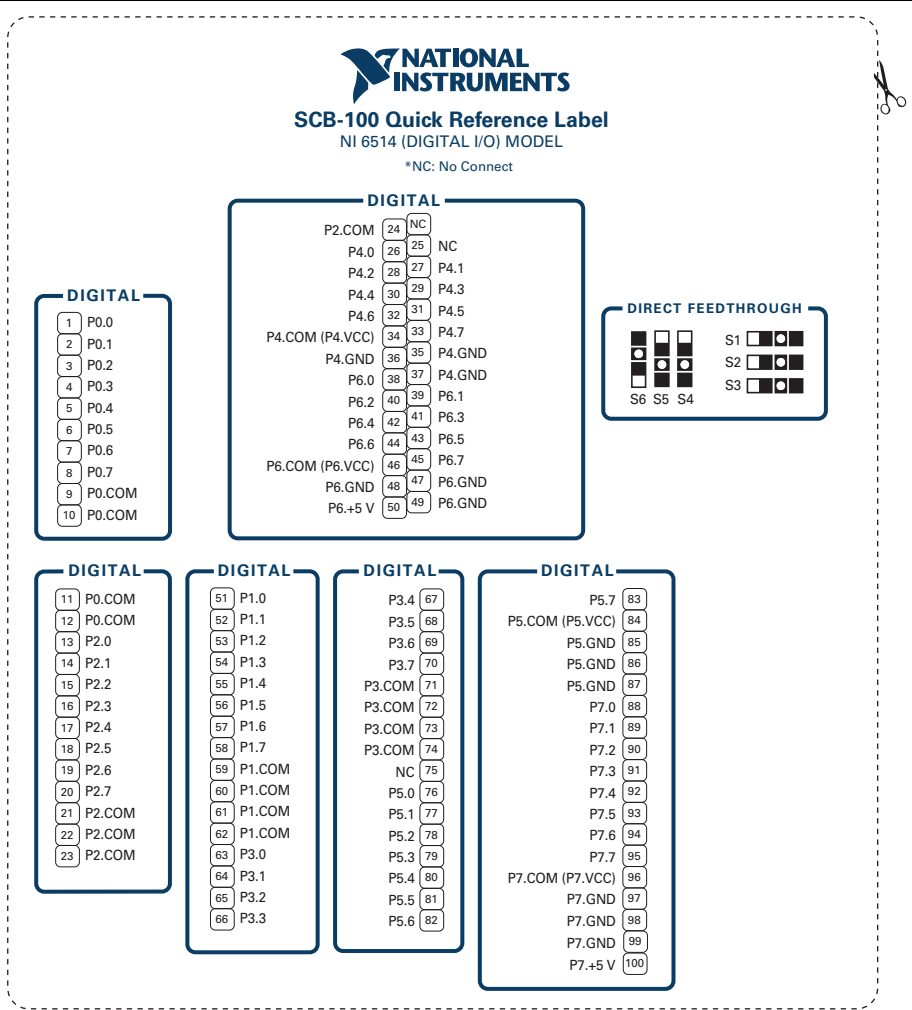 NATIONAL
INSTRUMENTS
SCB-100 Quick Reference Label
NI 6514 (DIGITAL I/O) MODEL
*NC: No Connect
DIGITAL
1 P0.0
2 P0.1
3 P0.2
4 P0.3
5 P0.4
6 P0.5
7 P0.6
8 P0.7
9 P0.COM
10 P0.COM
DIGITAL
NC
P2.COM 24
25 NC
P4.0 26
27 P4.1
P4.2 28
29 P4.3
P4.4 30
31 P4.5
P4.6 32
33 P4.7
P4.COM (P4.VCC) 34
35 P4.GND
P4.GND 36
37 P4.GND
P6.0 38
39 P6.1
P6.2 40
41 P6.3
P6.4 42
43 P6.5
P6.6 44
45 P6.7
P6.COM (P6.VCC) 46
47 P6.GND
P6.GND 48
49 P6.GND
P6.+5 V 50
DIRECT FEEDTHROUGH
S1
S2
S3
S6 S5 S4
DIGITAL
11 P0.COM
12 P0.COM
13 P2.0
14 P2.1
15 P2.2
16 P2.3
17 P2.4
18 P2.5
19 P2.6
20 P2.7
21 P2.COM
22 P2.COM
23 P2.COM
DIGITAL
51 P1.0
52 P1.1
53 P1.2
54 P1.3
55 P1.4
56 P1.5
57 P1.6
58 P1.7
59 P1.COM
60 P1.COM
61 P1.COM
62 P1.COM
63 P3.0
64 P3.1
65 P3.2
66 P3.3
DIGITAL
P3.4 67
P3.5 68
P3.6 69
P3.7 70
P3.COM 71
P3.COM 72
P3.COM 73
P3.COM 74
NC 75
P5.0 76
P5.1 77
P5.2 78
P5.3 79
P5.4 80
P5.5 81
P5.6 82
DIGITAL
P5.7 83
P5.COM (P5.VCC) 84
P5.GND 85
P5.GND 86
P5.GND 87
P7.0 88
P7.1 89
P7.2 90
P7.3 91
P7.4 92
P7.5 93
P7.6 94
P7.7 95
P7.COM (P7.VCC) 96
P7.GND 97
P7.GND 98
P7.GND 99
P7.+5 V 100